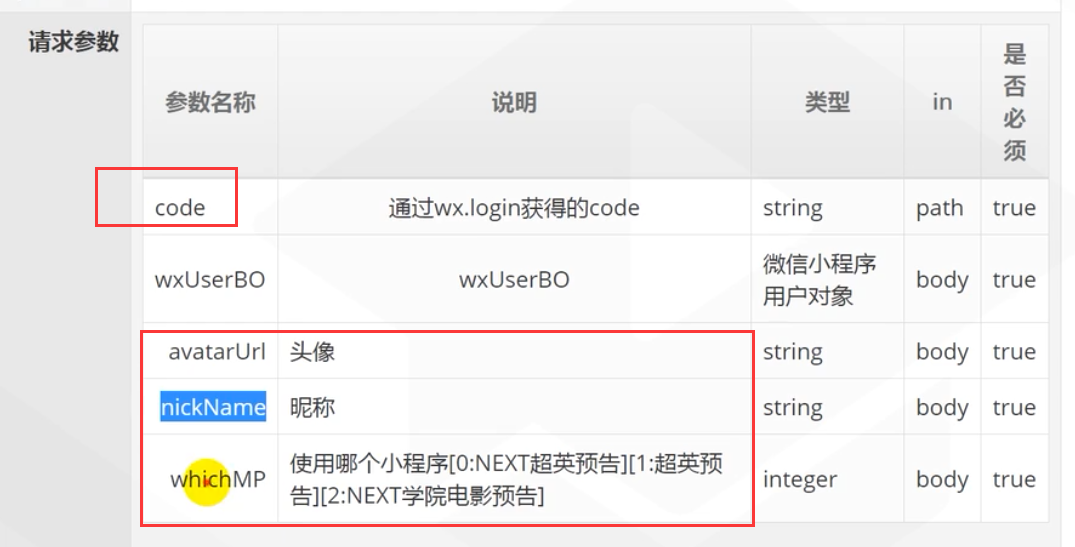 请求参数
参数名称 说明 类型 in 是否必须
code 通过wx.login获得的code string path true
wxUserBO wxUserBO 微信小程序用户对象 body true
avatarUrl 头像 string body true
nickName 昵称 string body true
whichMP 使用哪个小程序[0:NEXT超英预告][1:超英预告][2:NEXT学院电影预告] integer body true